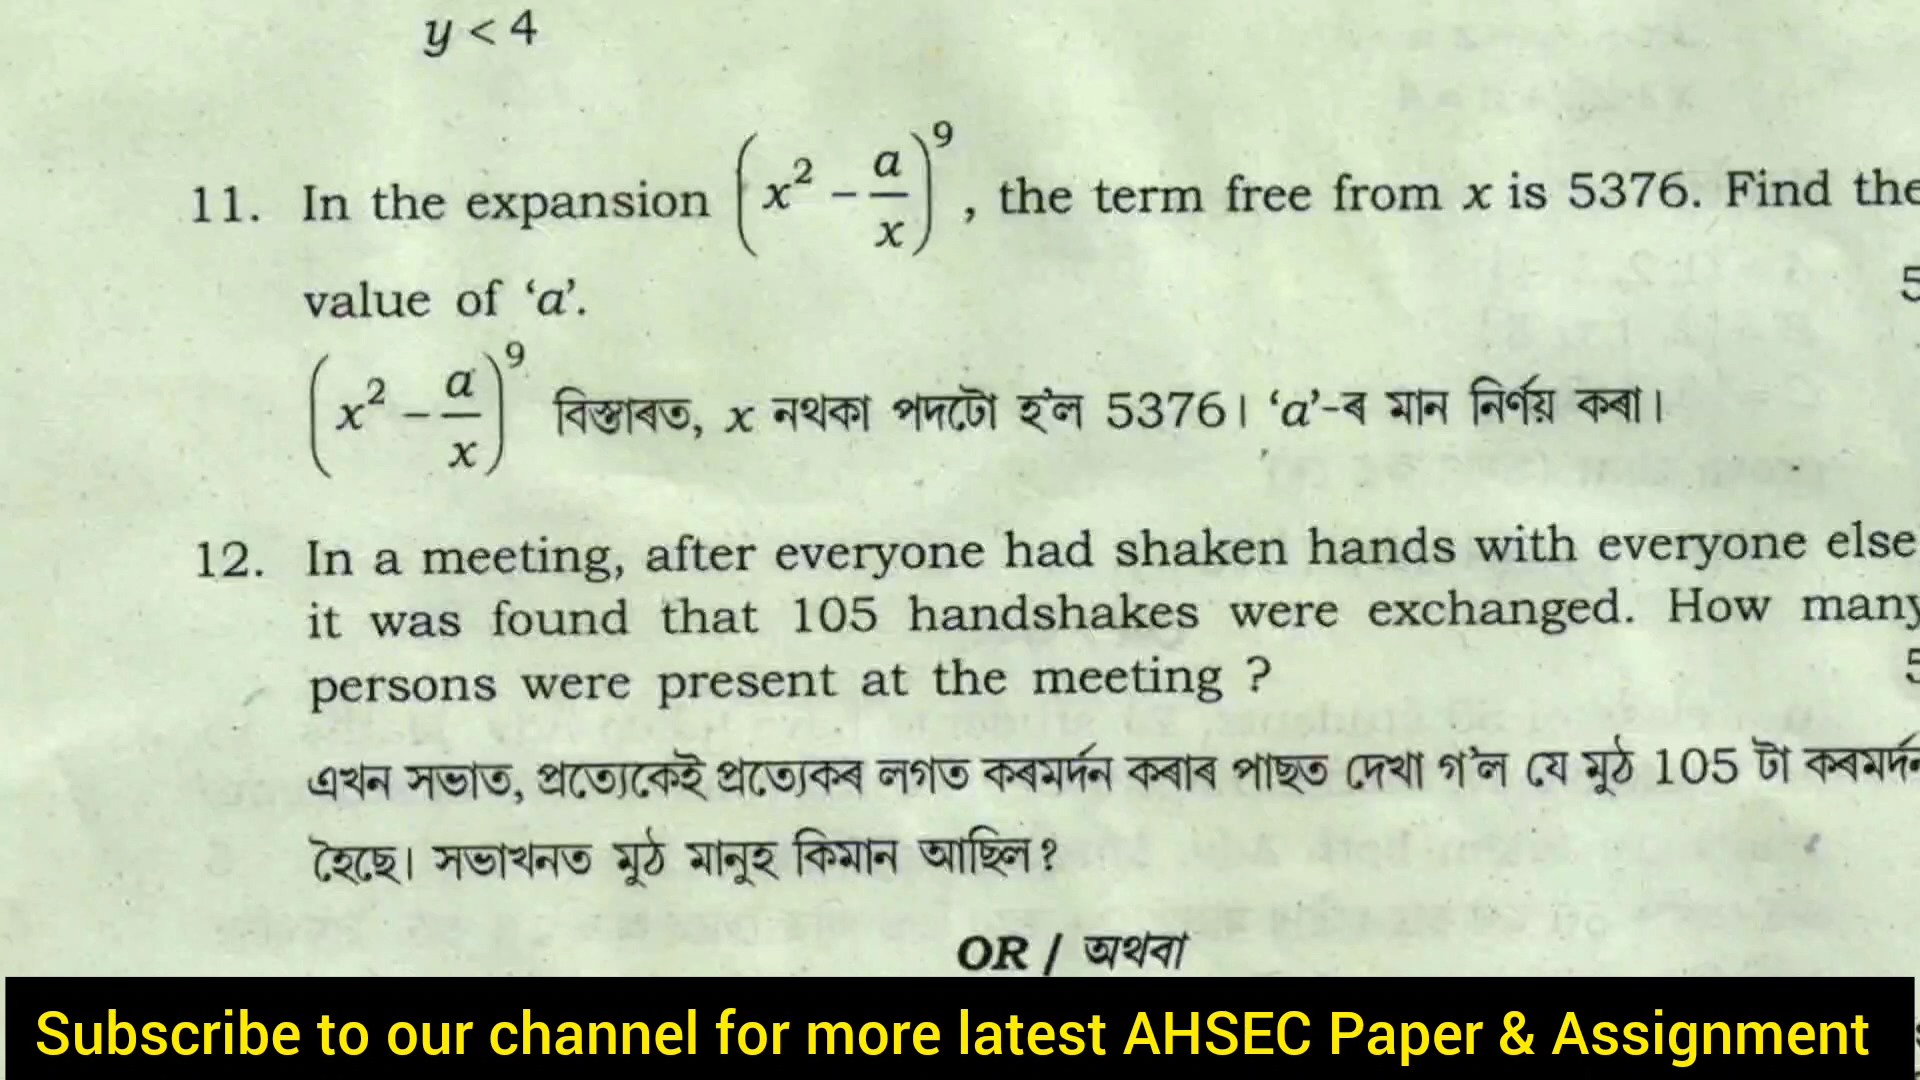 y < 4
11. In the expansion (x² − a/x)⁹, the term free from x is 5376. Find the
value of ‘a’. 5
(x² − a/x)⁹ বিস্তাৰত, x নথকা পদটো হ’ল 5376। ‘a’-ৰ মান নিৰ্ণয় কৰা।
12. In a meeting, after everyone had shaken hands with everyone else
it was found that 105 handshakes were exchanged. How many
persons were present at the meeting ? 5
এখন সভাত, প্ৰত্যেকেই প্ৰত্যেকৰ লগত কৰমৰ্দন কৰাৰ পাছত দেখা গ’ল যে মুঠ 105 টা কৰমৰ্দন
হৈছে। সভাখনত মুঠ মানুহ কিমান আছিল?
OR / অথবা
Subscribe to our channel for more latest AHSEC Paper & Assignment